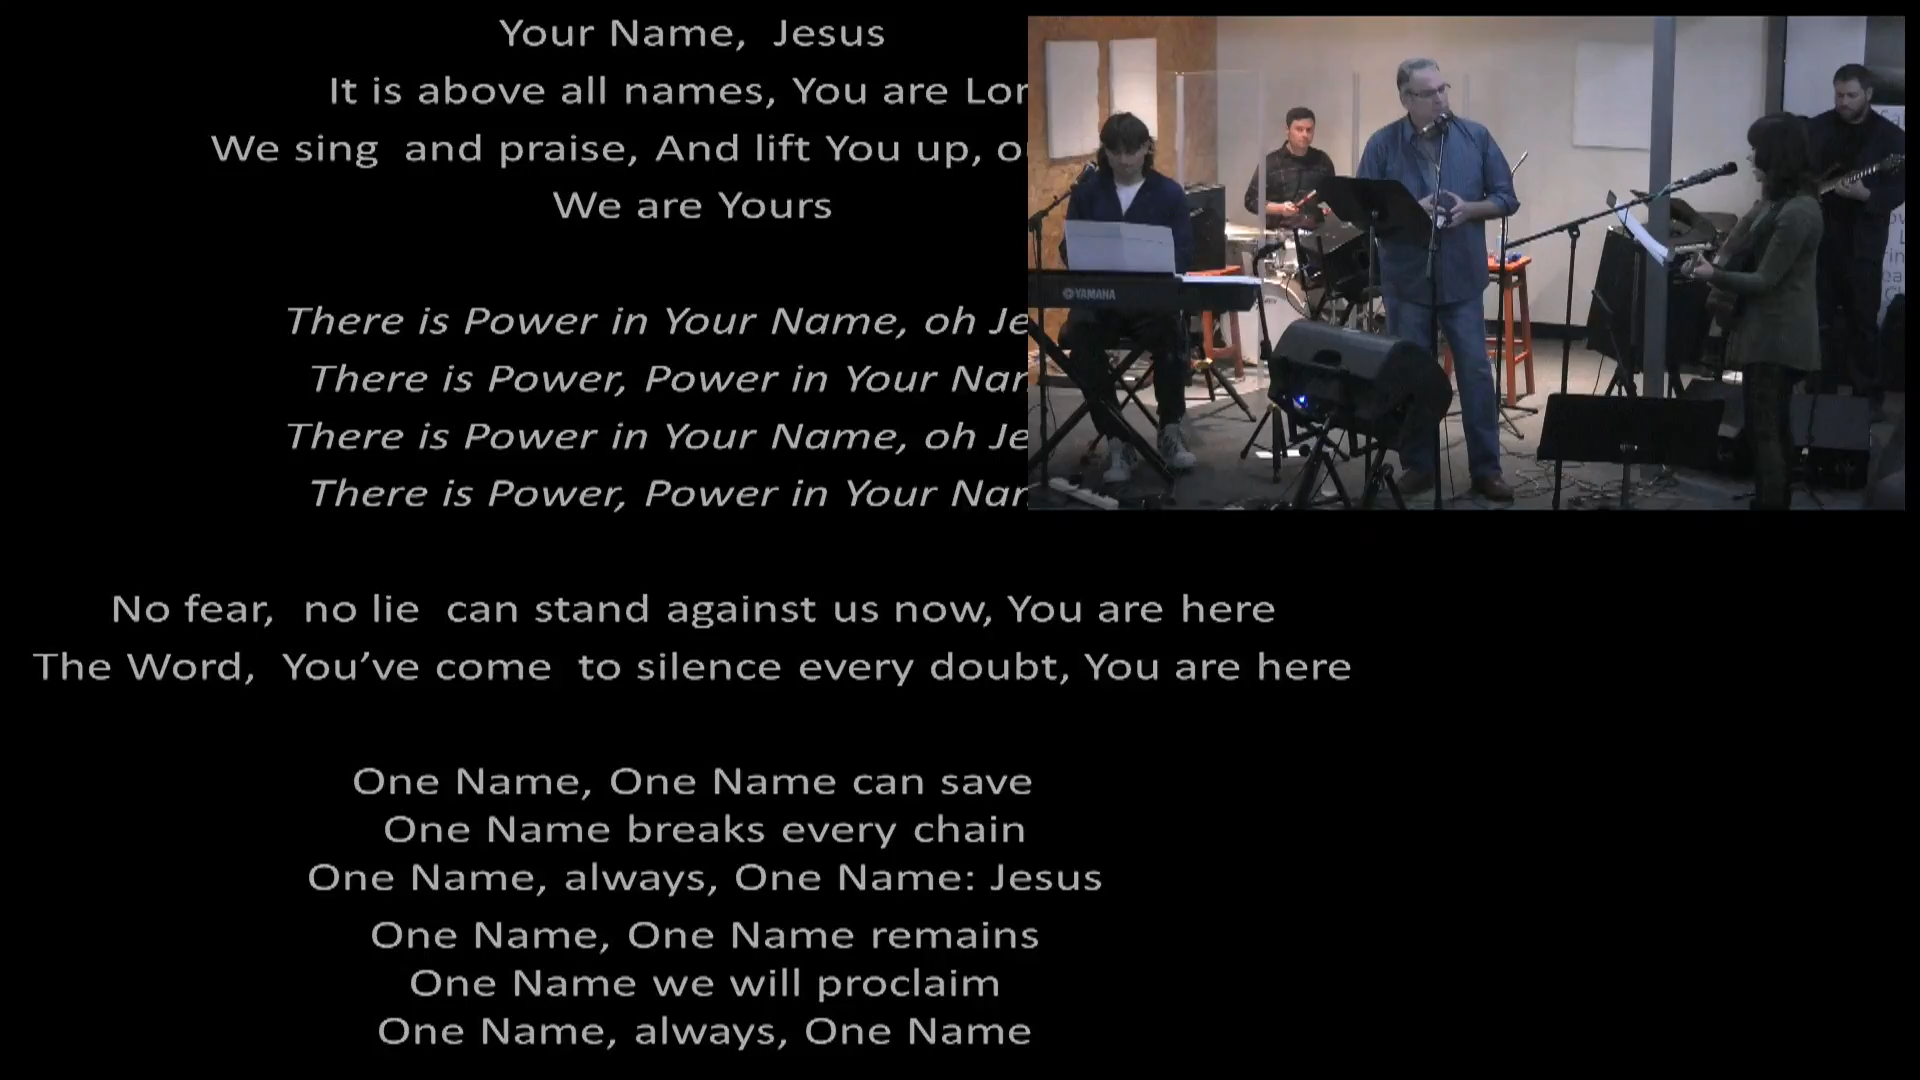 Your Name, Jesus
It is above all names, You are Lor
We sing and praise, And lift You up, o
We are Yours
There is Power in Your Name, oh Je
There is Power, Power in Your Nam
There is Power in Your Name, oh Je
There is Power, Power in Your Nam
No fear, no lie can stand against us now, You are here
The Word, You’ve come to silence every doubt, You are here
One Name, One Name can save
One Name breaks every chain
One Name, always, One Name: Jesus
One Name, One Name remains
One Name we will proclaim
One Name, always, One Name
YAMAHA